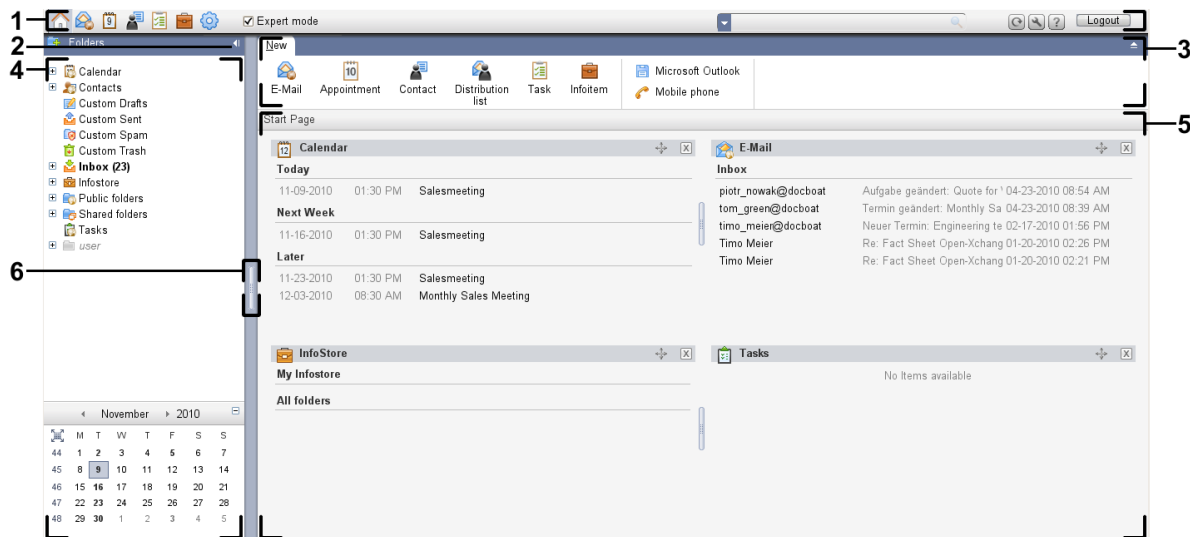 1
9
Expert mode
Logout
2
Folders
New
3
4
Calendar
Contacts
Custom Drafts
Custom Sent
Custom Spam
Custom Trash
Inbox (23)
Infostore
Public folders
Shared folders
Tasks
user
10
E-Mail
Appointment
Contact
Distribution list
Task
Infoitem
Microsoft Outlook
Mobile phone
5
Start Page
12 Calendar
Today
11-09-2010 01:30 PM Salesmeeting
Next Week
11-16-2010 01:30 PM Salesmeeting
Later
11-23-2010 01:30 PM Salesmeeting
12-03-2010 08:30 AM Monthly Sales Meeting
E-Mail
Inbox
piotr_nowak@docboat Aufgabe geändert: Quote for 04-23-2010 08:54 AM
tom_green@docboat Termin geändert: Monthly Sa 04-23-2010 08:39 AM
timo_meier@docboat Neuer Termin: Engineering te 02-17-2010 01:56 PM
Timo Meier Re: Fact Sheet Open-Xchang 01-20-2010 02:26 PM
Timo Meier Re: Fact Sheet Open-Xchang 01-20-2010 02:21 PM
6
InfoStore
My Infostore
All folders
Tasks
No Items available
November 2010
M T W T F S S
44 1 2 3 4 5 6 7
45 8 9 10 11 12 13 14
46 15 16 17 18 19 20 21
47 22 23 24 25 26 27 28
48 29 30 1 2 3 4 5